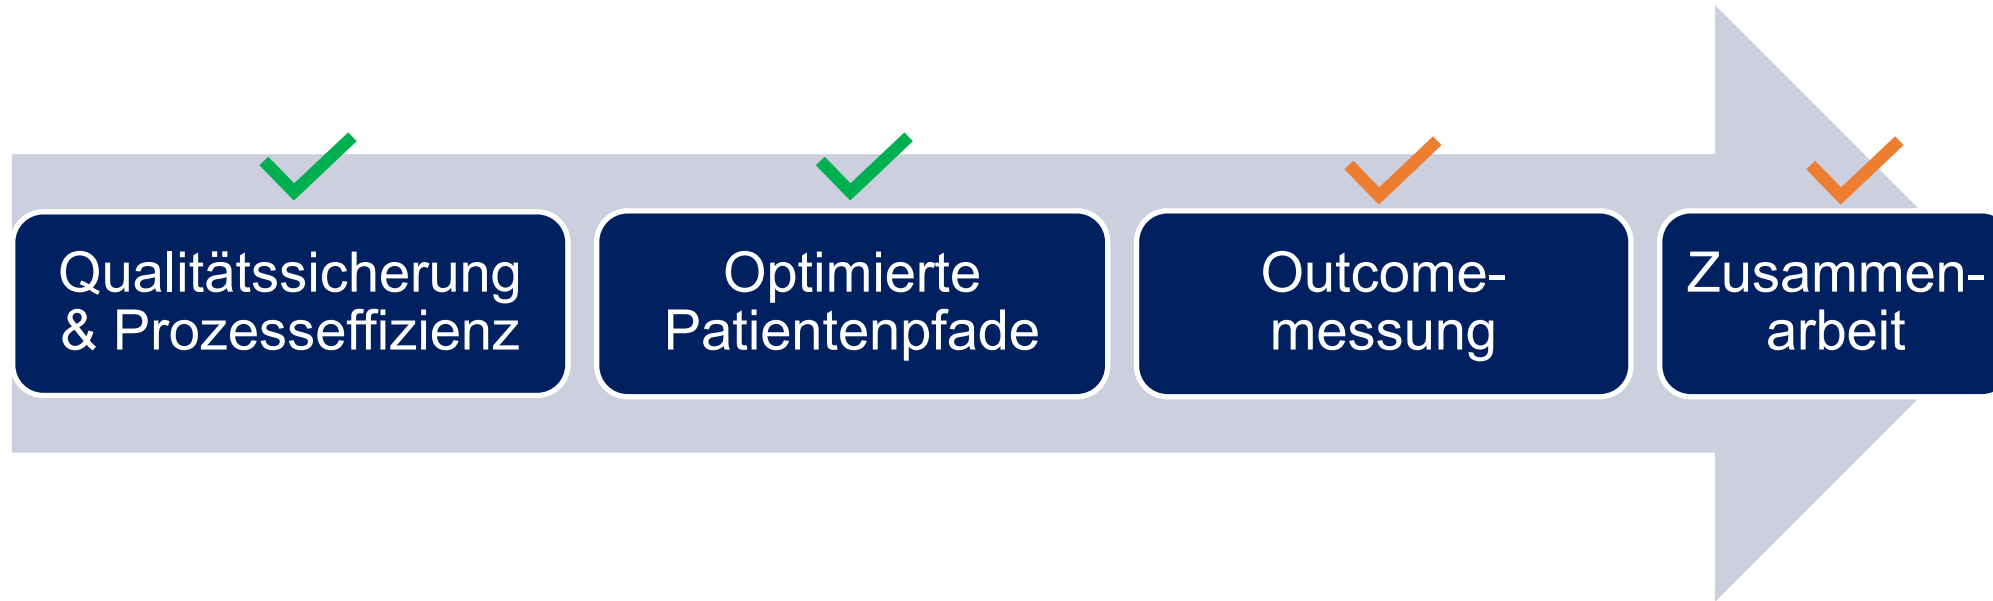 Qualitätssicherung
& Prozesseffizienz
Optimierte
Patientenpfade
Outcome-
messung
Zusammen-
arbeit